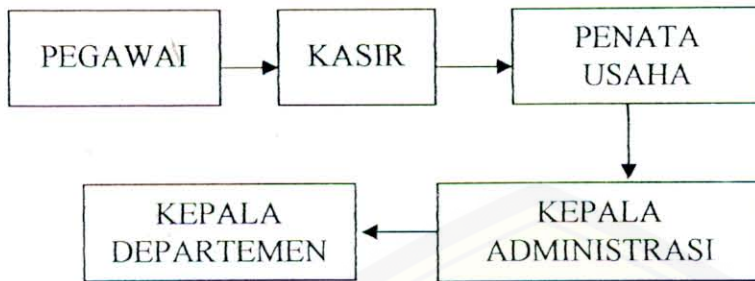 PEGAWAI
KASIR
PENATA
USAHA
KEPALA
DEPARTEMEN
KEPALA
ADMINISTRASI